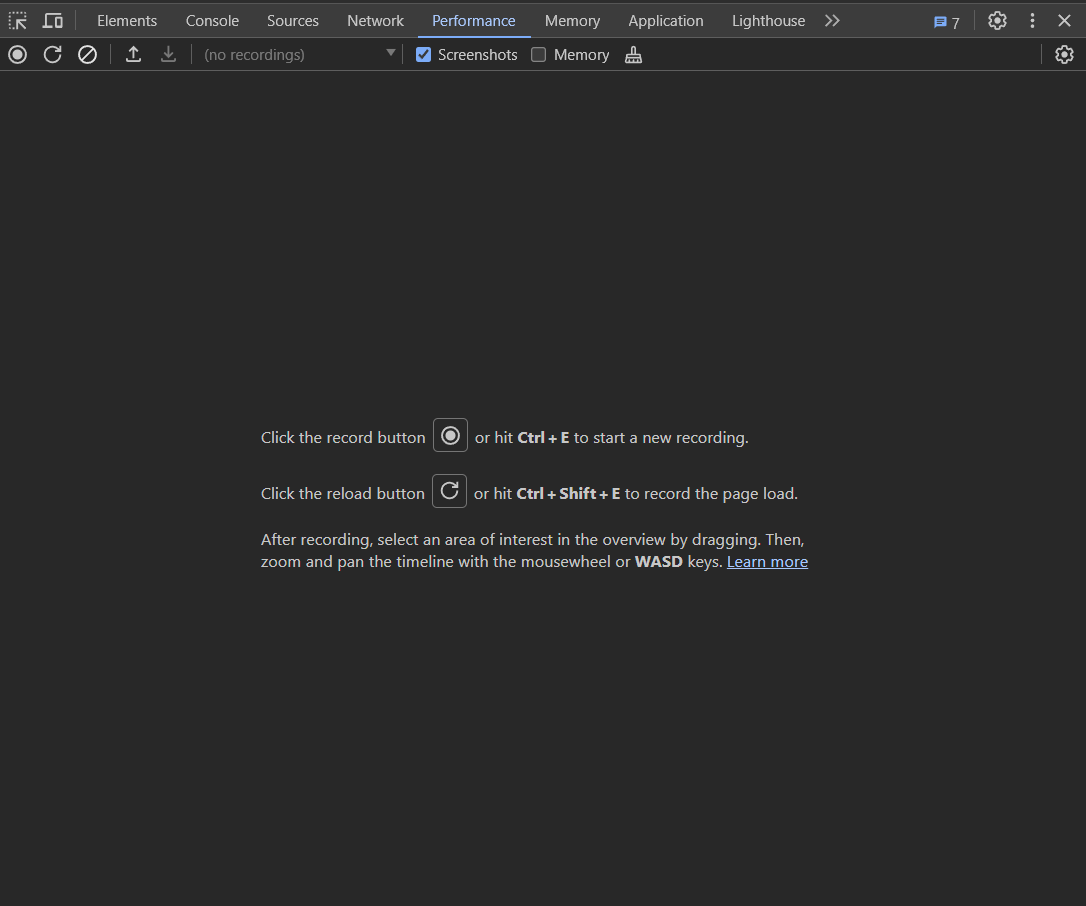 Elements Console Sources Network Performance Memory Application Lighthouse 7
(no recordings) Screenshots Memory
Click the record button or hit Ctrl + E to start a new recording.
Click the reload button or hit Ctrl + Shift + E to record the page load.
After recording, select an area of interest in the overview by dragging. Then,
zoom and pan the timeline with the mousewheel or WASD keys. Learn more